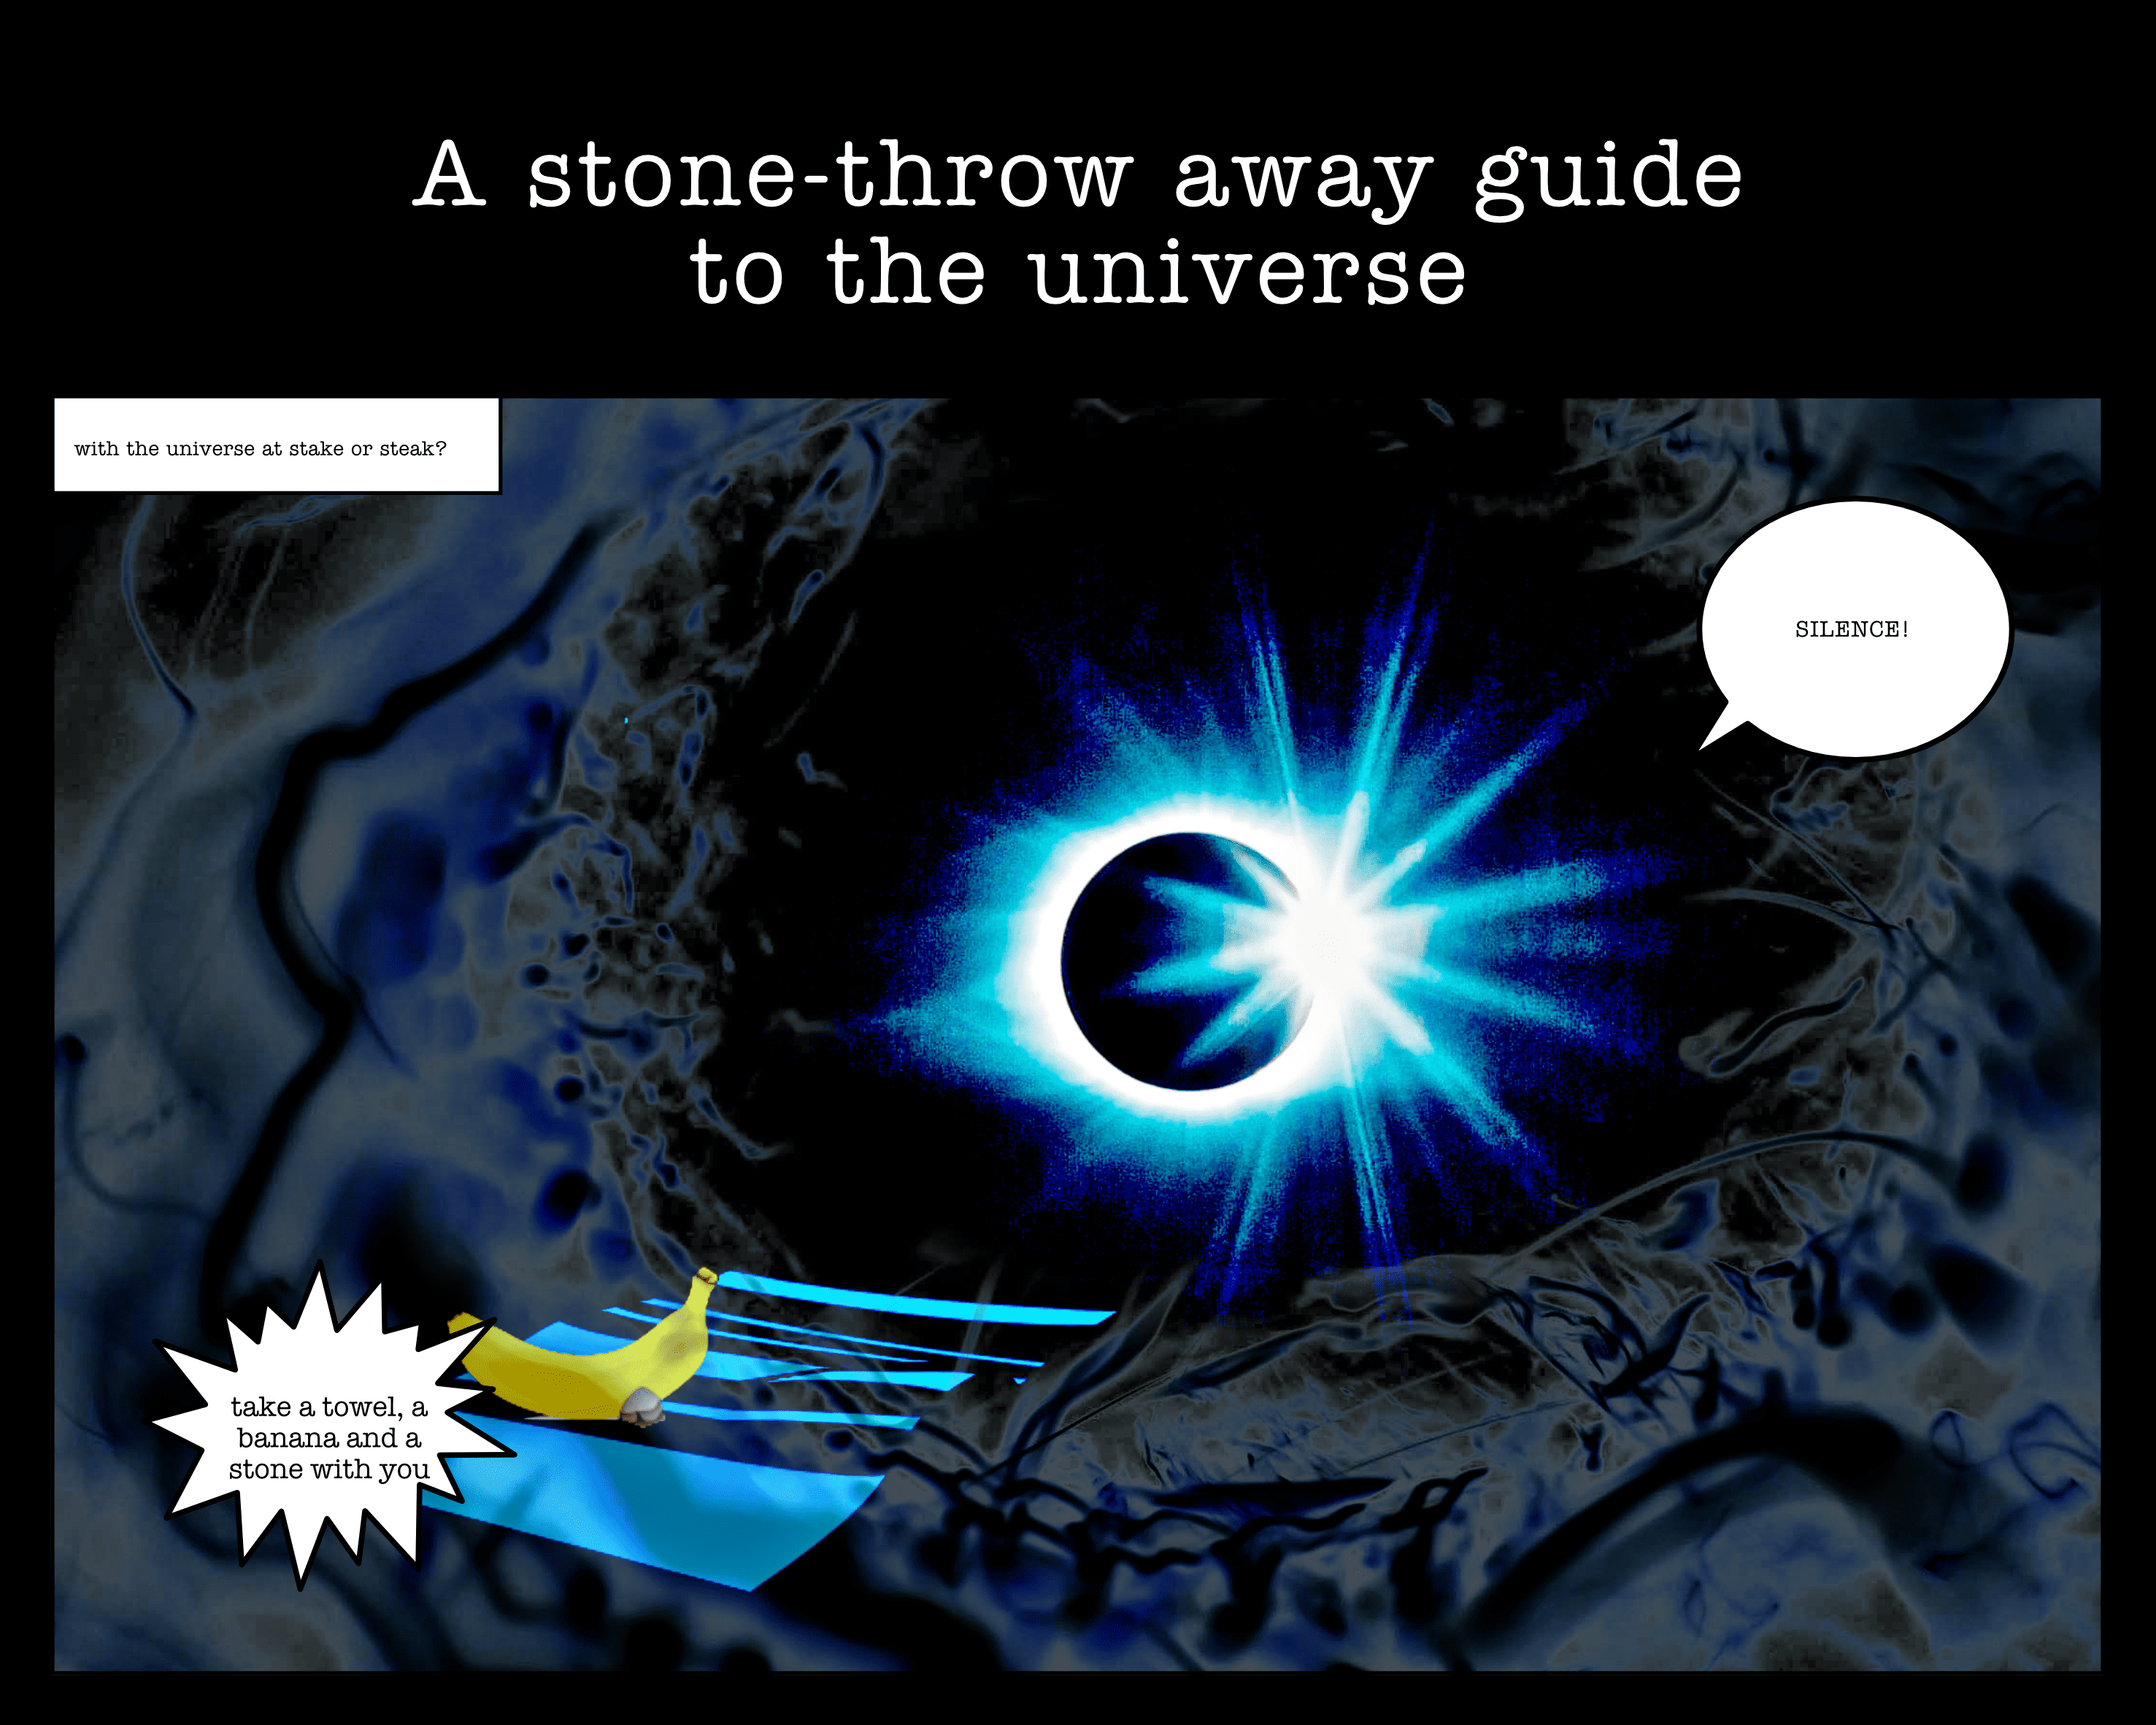 A stone-throw away guide
to the universe
with the universe at stake or steak?
SILENCE!
take a towel, a
banana and a
stone with you